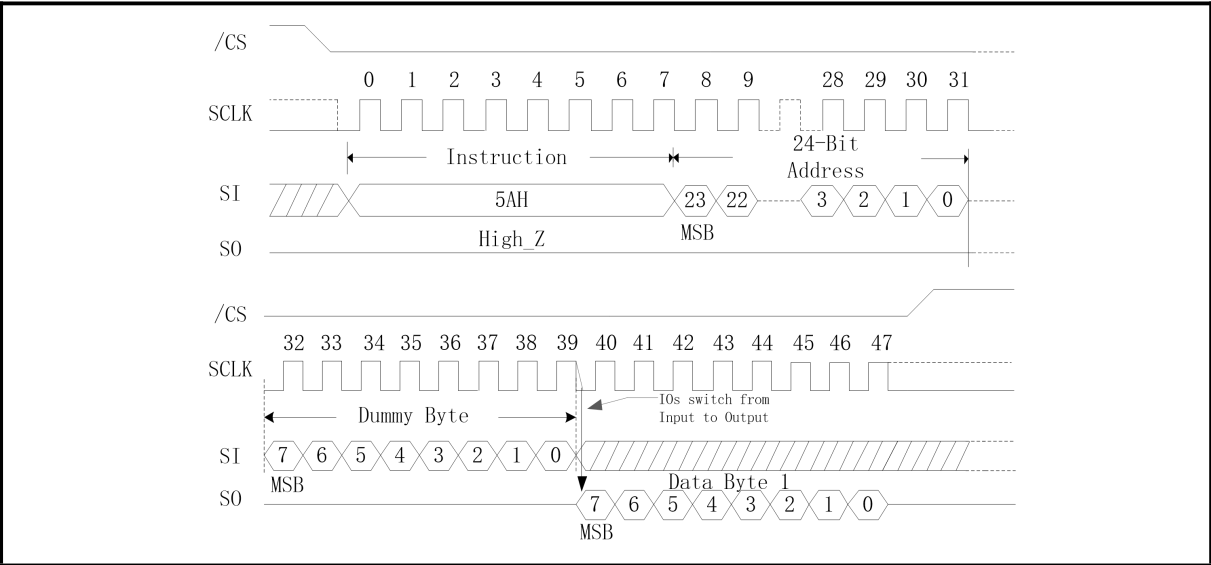 /CS
0 1 2 3 4 5 6 7 8 9 28 29 30 31
SCLK
Instruction
24-Bit
Address
SI
5AH
23 22 3 2 1 0
MSB
High_Z
SO
/CS
32 33 34 35 36 37 38 39 40 41 42 43 44 45 46 47
SCLK
IOs switch from
Input to Output
Dummy Byte
SI
7 6 5 4 3 2 1 0
MSB
Data Byte 1
SO
7 6 5 4 3 2 1 0
MSB